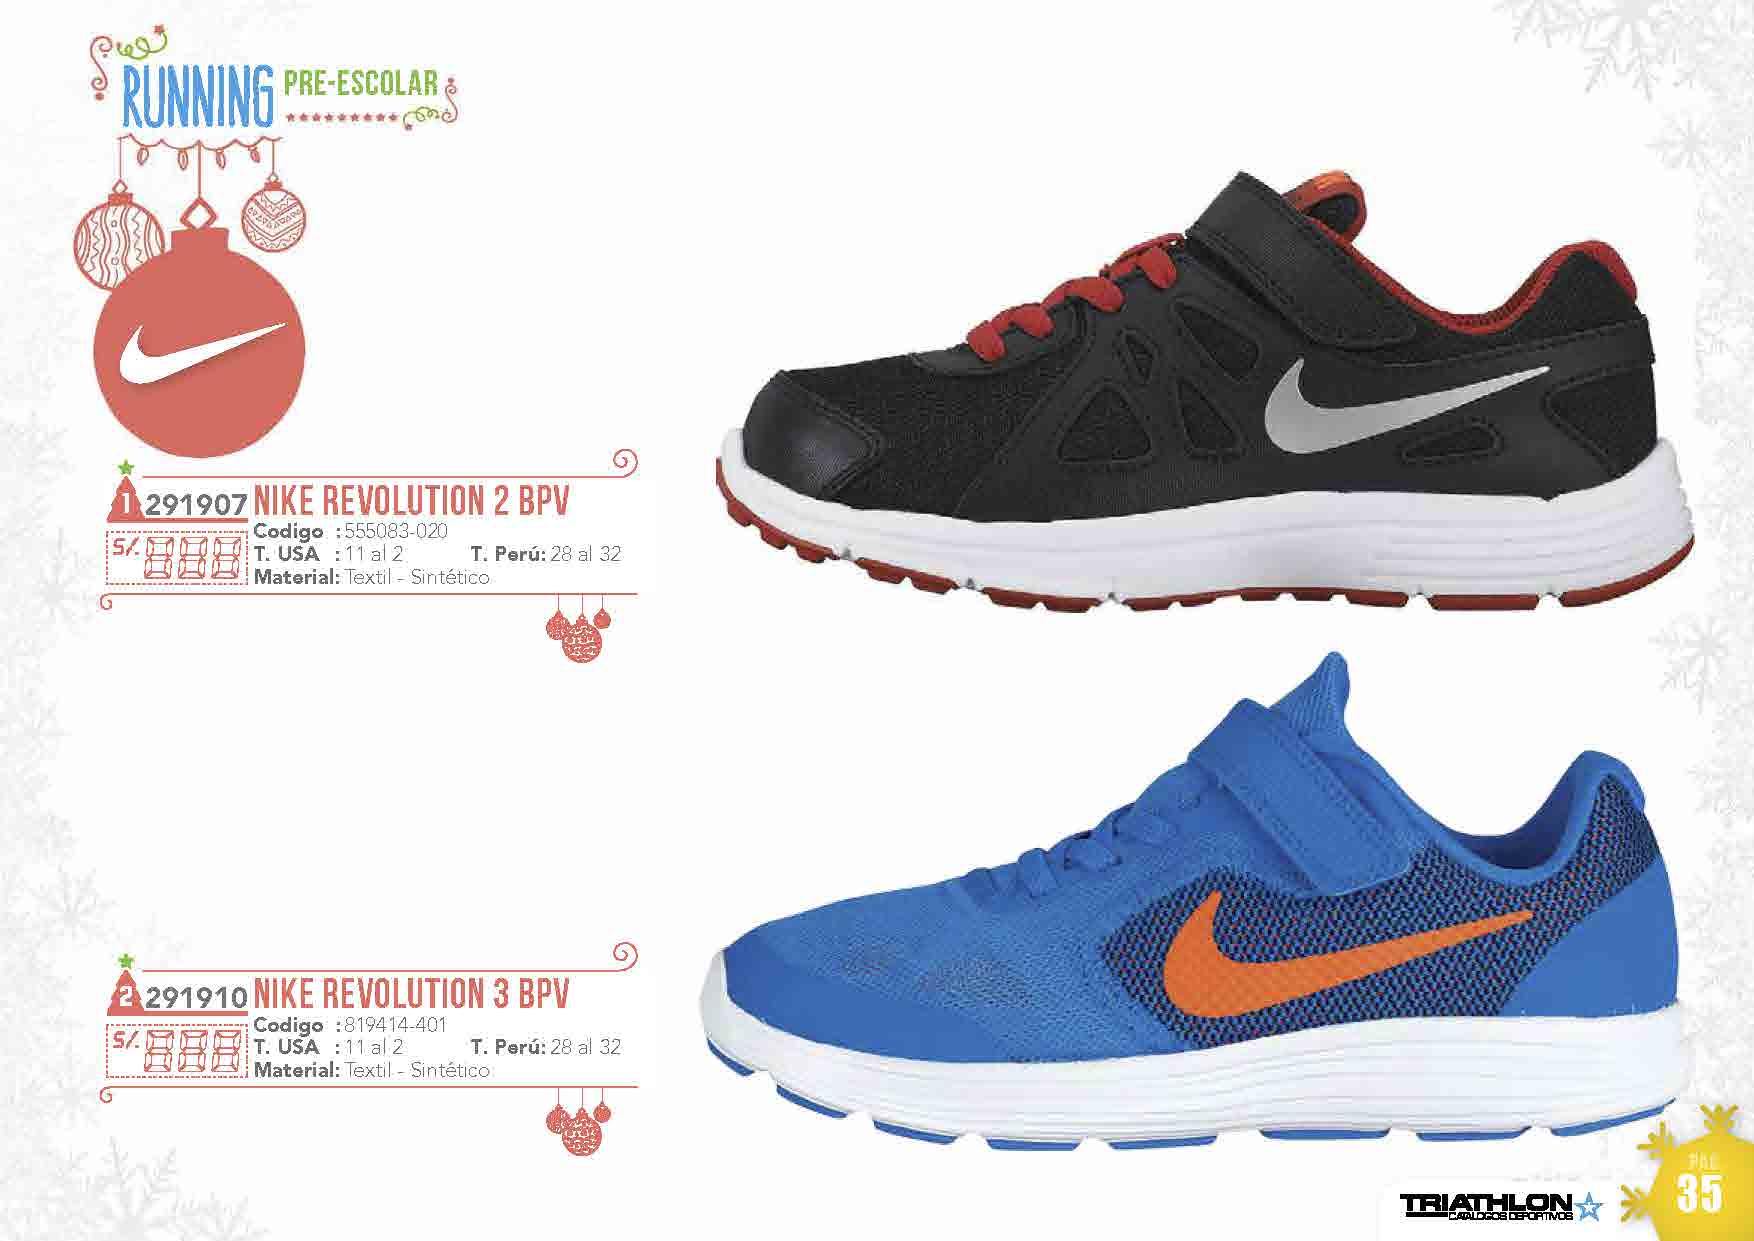 RUNNING PRE-ESCOLAR
1 291907 NIKE REVOLUTION 2 BPV
S/.
Codigo : 555083-020
T. USA : 11 al 2 T. Perú: 28 al 32
Material: Textil - Sintético
2 291910 NIKE REVOLUTION 3 BPV
S/.
Codigo : 819414-401
T. USA : 11 al 2 T. Perú: 28 al 32
Material: Textil - Sintético
TRIATHLON
CATALOGOS DEPORTIVOS
PAG
35